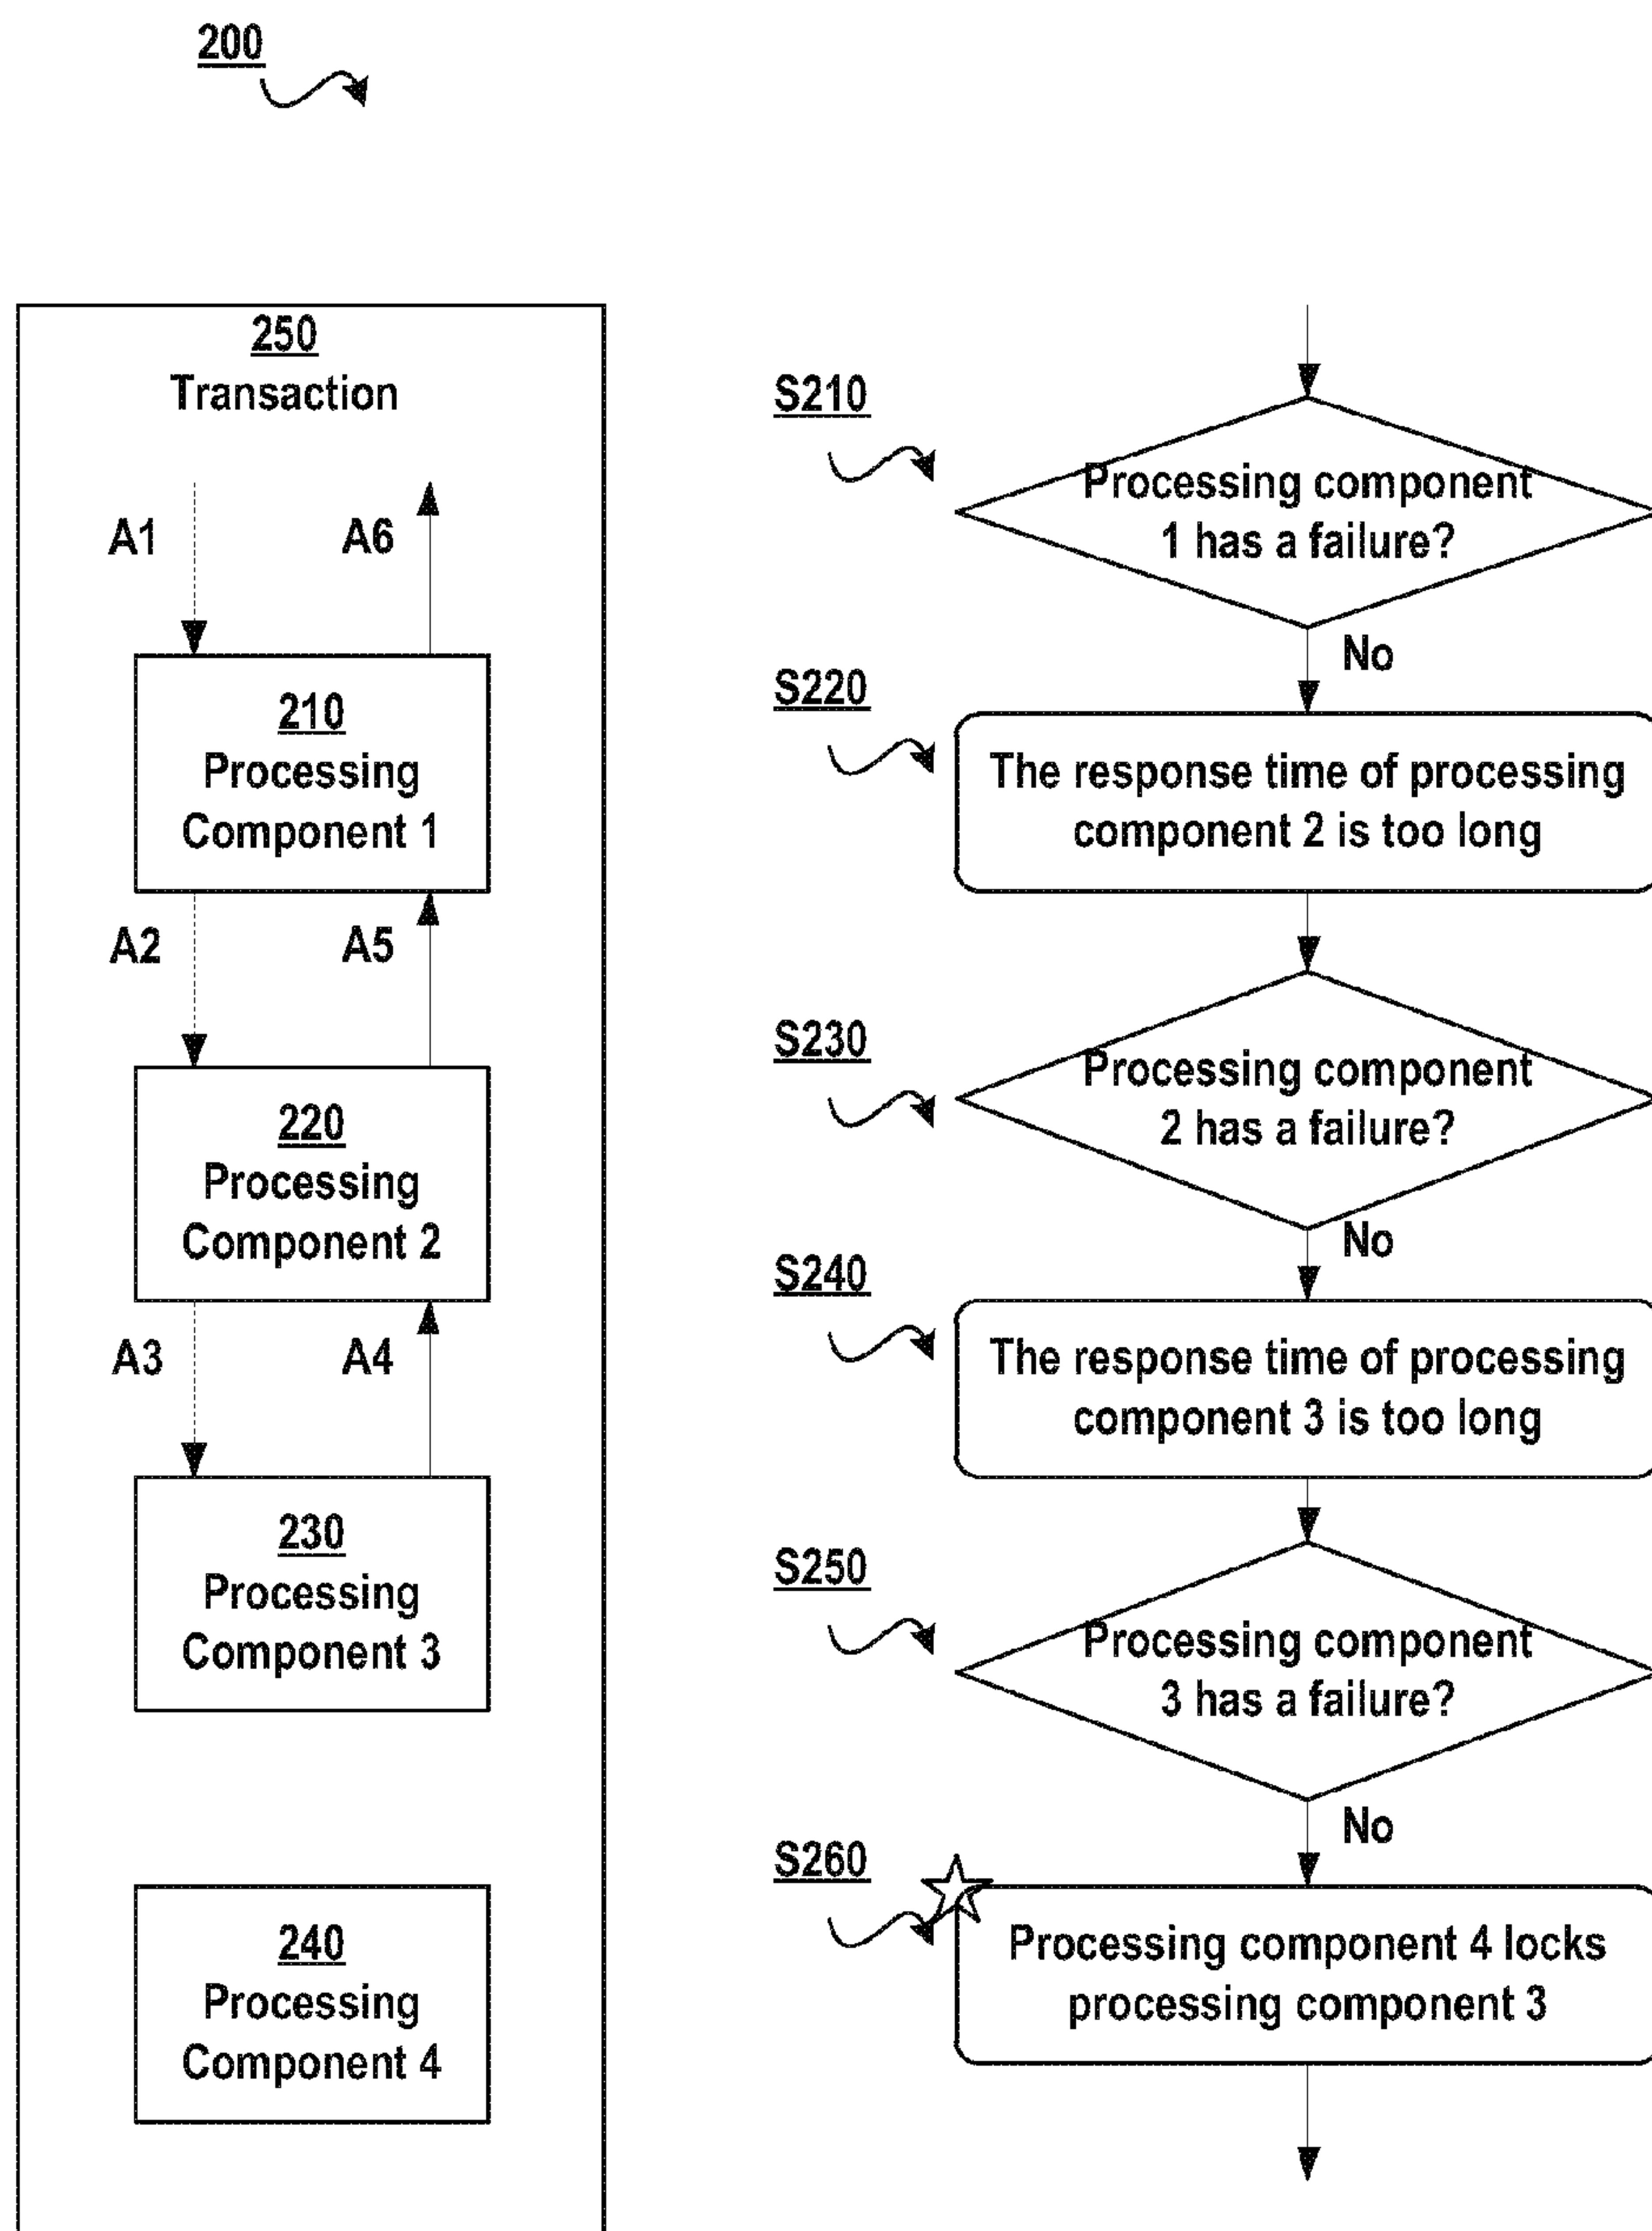 200
250
Transaction
A1
A6
210
Processing
Component 1
A2
A5
220
Processing
Component 2
A3
A4
230
Processing
Component 3
240
Processing
Component 4
S210
Processing component
1 has a failure?
No
S220
The response time of processing
component 2 is too long
S230
Processing component
2 has a failure?
No
S240
The response time of processing
component 3 is too long
S250
Processing component
3 has a failure?
No
S260
Processing component 4 locks
processing component 3